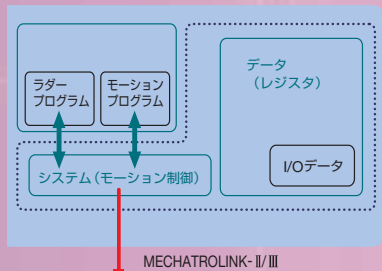 ラダー
プログラム
モーション
プログラム
データ
（レジスタ）
I/Oデータ
システム（モーション制御）
MECHATROLINK-Ⅱ/Ⅲ